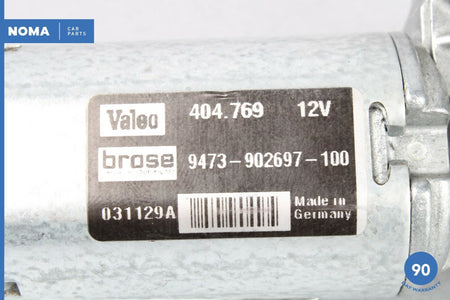 NOMA
CAR
PARTS
Valeo
404.769 12V
brose
9473-902697-100
031129A
Made in
Germany
90
DAY WARRANTY